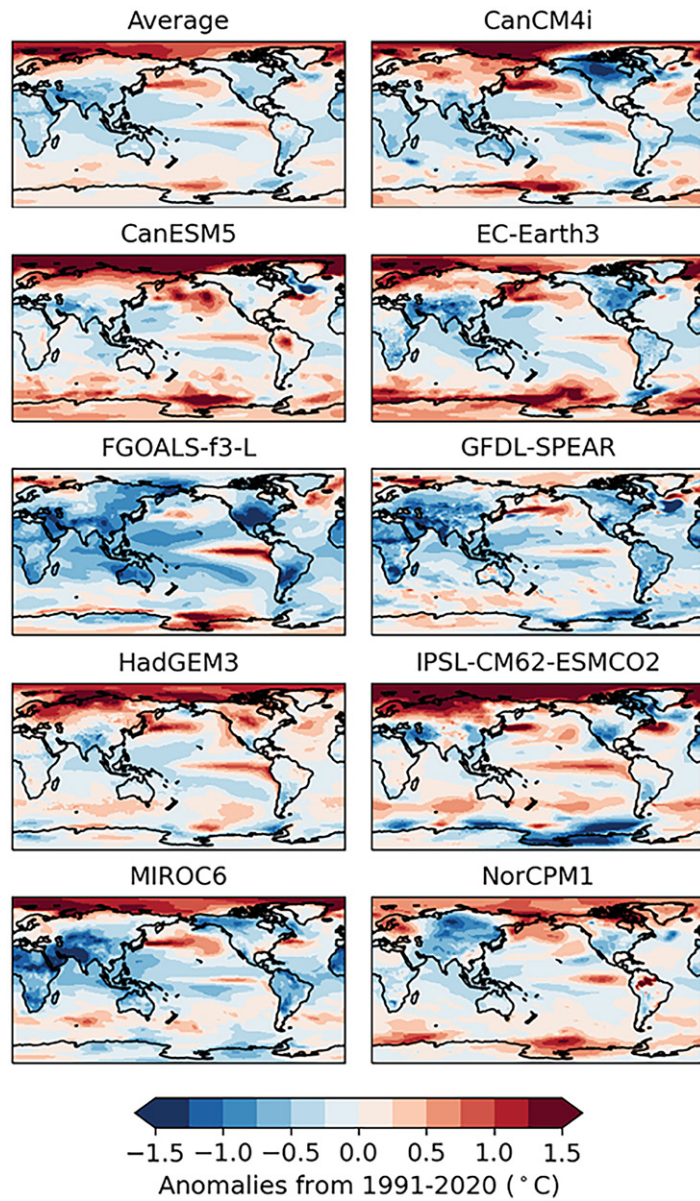 Average
CanCM4i
CanESM5
EC-Earth3
FGOALS-f3-L
GFDL-SPEAR
HadGEM3
IPSL-CM62-ESMCO2
MIROC6
NorCPM1
−1.5 −1.0 −0.5 0.0 0.5 1.0 1.5
Anomalies from 1991-2020 (°C)